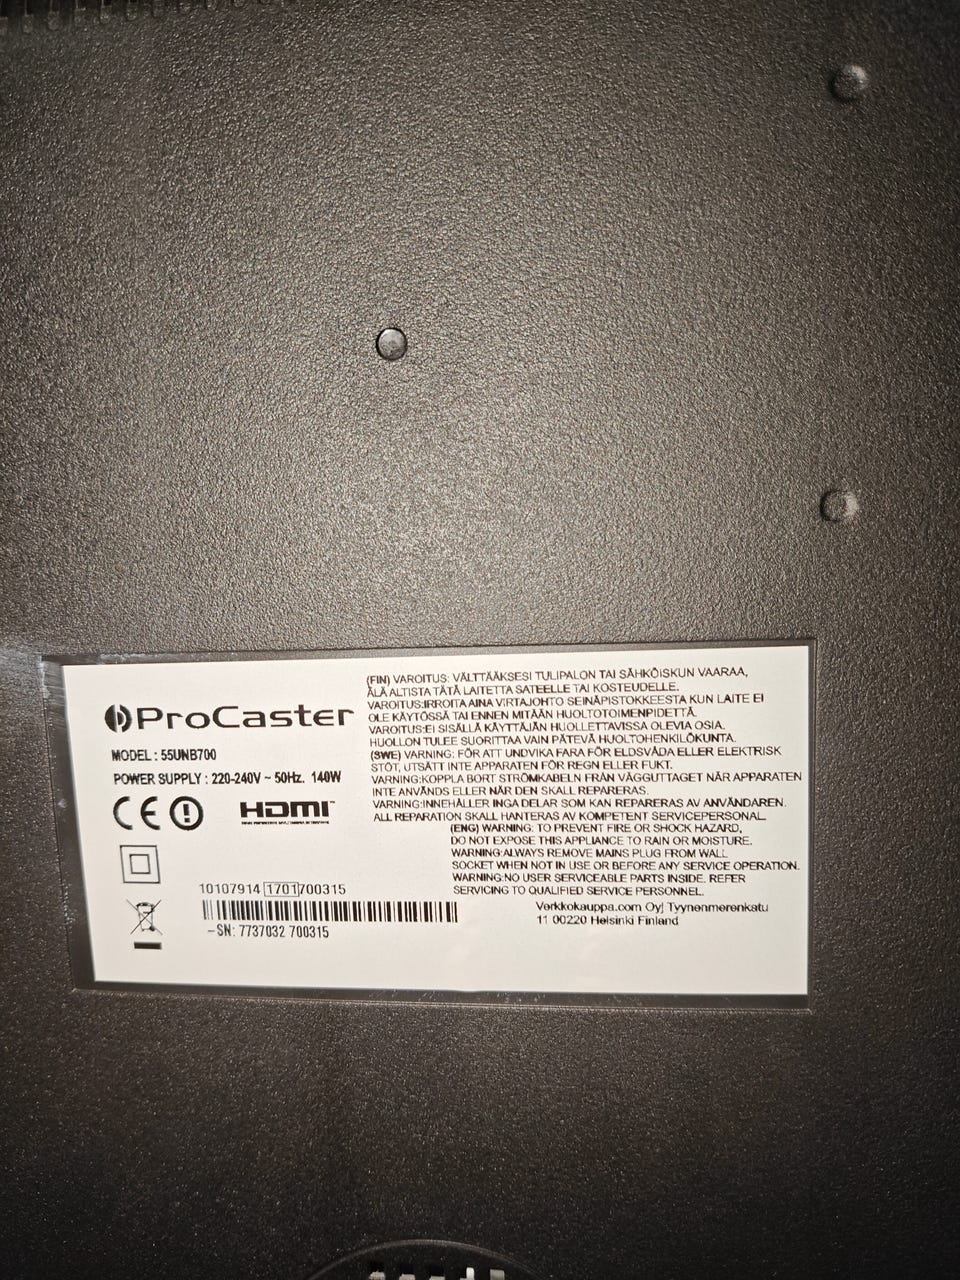 ProCaster
MODEL : 55UNB700
POWER SUPPLY : 220-240V ~ 50Hz. 140W
CE
HDMI™
10107914 1701 700315
–SN: 7737032 700315
(FIN) VAROITUS: VÄLTTÄÄKSESI TULIPALON TAI SÄHKÖISKUN VAARAA,
ÄLÄ ALTISTA TÄTÄ LAITETTA SATEELLE TAI KOSTEUDELLE.
VAROITUS:IRROITA AINA VIRTAJOHTO SEINÄPISTOKKEESTA KUN LAITE EI
OLE KÄYTÖSSÄ TAI ENNEN MITÄÄN HUOLTOTOIMENPIDETTÄ.
VAROITUS:EI SISÄLLÄ KÄYTTÄJÄN HUOLLETTAVISSA OLEVIA OSIA.
HUOLLON TULEE SUORITTAA VAIN PÄTEVÄ HUOLTOHENKILÖKUNTA.
(SWE) VARNING: FÖR ATT UNDVIKA FARA FÖR ELDSVÅDA ELLER ELEKTRISK
STÖT, UTSÄTT INTE APPARATEN FÖR REGN ELLER FUKT.
VARNING:KOPPLA BORT STRÖMKABELN FRÅN VÄGGUTTAGET NÄR APPARATEN
INTE ANVÄNDS ELLER NÄR DEN SKALL REPARERAS.
VARNING:INNEHÅLLER INGA DELAR SOM KAN REPARERAS AV ANVÄNDAREN.
ALL REPARATION SKALL HANTERAS AV KOMPETENT SERVICEPERSONAL.
(ENG) WARNING: TO PREVENT FIRE OR SHOCK HAZARD,
DO NOT EXPOSE THIS APPLIANCE TO RAIN OR MOISTURE.
WARNING:ALWAYS REMOVE MAINS PLUG FROM WALL
SOCKET WHEN NOT IN USE OR BEFORE ANY SERVICE OPERATION.
WARNING:NO USER SERVICEABLE PARTS INSIDE. REFER
SERVICING TO QUALIFIED SERVICE PERSONNEL.
Verkkokauppa.com Oyj Tyynenmerenkatu
11 00220 Helsinki Finland